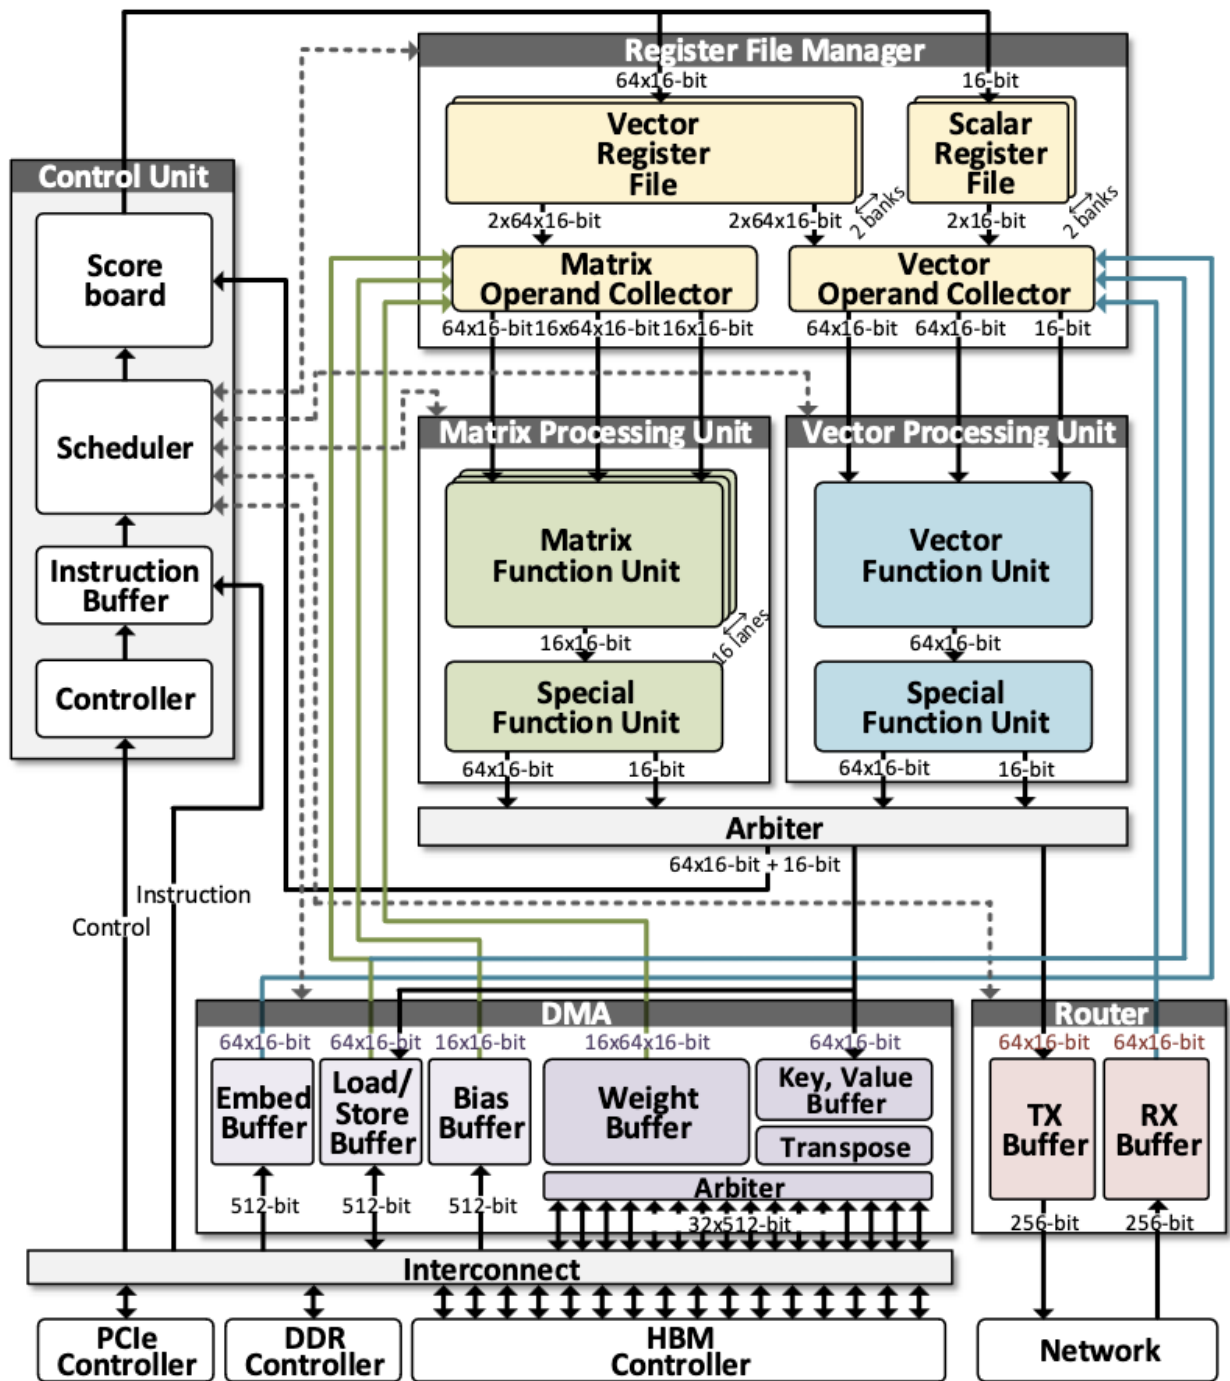 Register File Manager
64x16-bit
16-bit
Vector
Register
File
Scalar
Register
File
2 banks
2 banks
2x64x16-bit
2x64x16-bit
2x16-bit
Matrix
Operand Collector
Vector
Operand Collector
64x16-bit
16x64x16-bit
16x16-bit
64x16-bit
64x16-bit
16-bit
Control Unit
Score
board
Scheduler
Instruction
Buffer
Controller
Matrix Processing Unit
Matrix
Function Unit
16 lanes
16x16-bit
Special
Function Unit
64x16-bit
16-bit
Vector Processing Unit
Vector
Function Unit
64x16-bit
Special
Function Unit
64x16-bit
16-bit
Arbiter
64x16-bit + 16-bit
Instruction
Control
DMA
64x16-bit
64x16-bit
16x16-bit
16x64x16-bit
64x16-bit
Embed
Buffer
Load/
Store
Buffer
Bias
Buffer
Weight
Buffer
Key, Value
Buffer
Transpose
Arbiter
512-bit
512-bit
512-bit
32x512-bit
Router
64x16-bit
64x16-bit
TX
Buffer
RX
Buffer
256-bit
256-bit
Interconnect
PCIe
Controller
DDR
Controller
HBM
Controller
Network